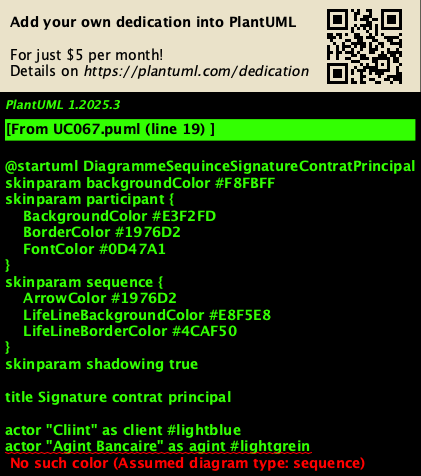 Add your own dedication into PlantUML
For just $5 per month!
Details on https://plantuml.com/dedication
PlantUML 1.2025.3
[From UC067.puml (line 19) ]
@startuml DiagrammeSequinceSignatureContratPrincipal
skinparam backgroundColor #F8FBFF
skinparam participant {
BackgroundColor #E3F2FD
BorderColor #1976D2
FontColor #0D47A1
}
skinparam sequence {
ArrowColor #1976D2
LifeLineBackgroundColor #E8F5E8
LifeLineBorderColor #4CAF50
}
skinparam shadowing true
title Signature contrat principal
actor "Cliint" as client #lightblue
actor "Agint Bancaire" as agint #lightgrein
No such color (Assumed diagram type: sequence)